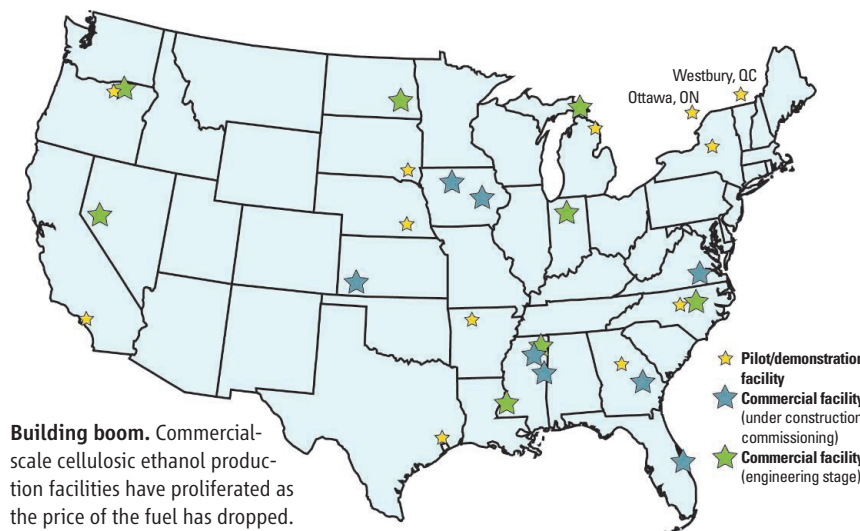 Westbury, QC
Ottawa, ON
Pilot/demonstration
facility
Commercial facility
(under construction
commissioning)
Commercial facility
(engineering stage)
Building boom. Commercial-
scale cellulosic ethanol produc-
tion facilities have proliferated as
the price of the fuel has dropped.